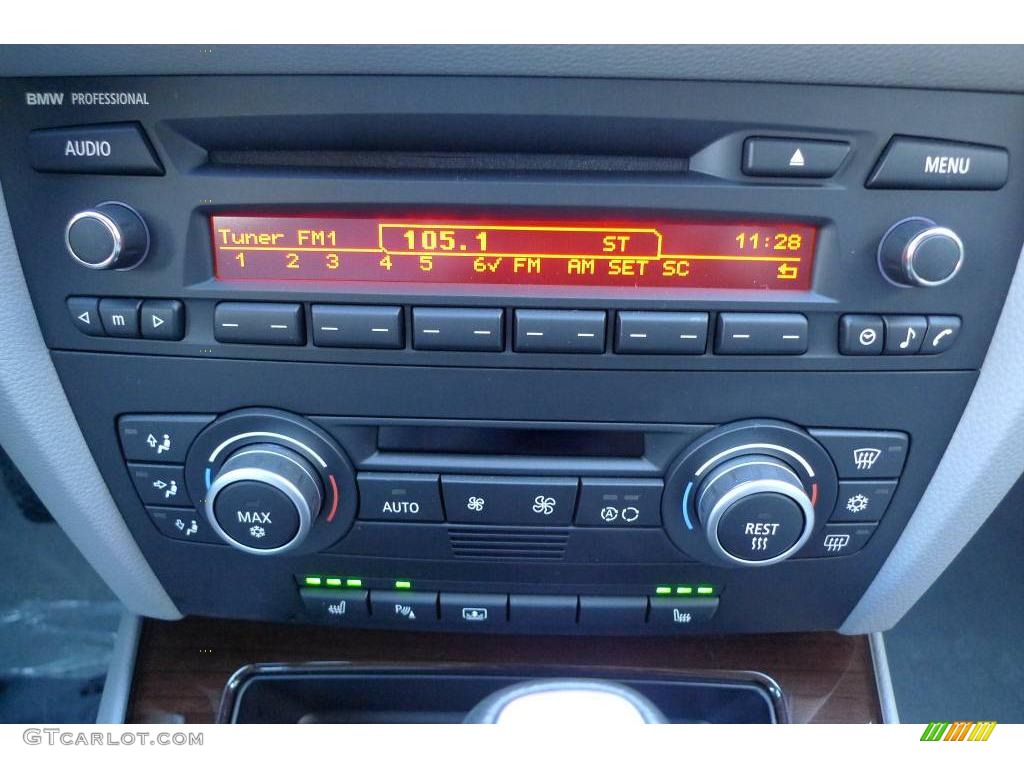 BMW PROFESSIONAL
AUDIO
MENU
Tuner FM1 105.1 ST 11:28
1 2 3 4 5 6✓ FM AM SET SC
m
AUTO
A
MAX
REST
P
GTCARLOT.COM